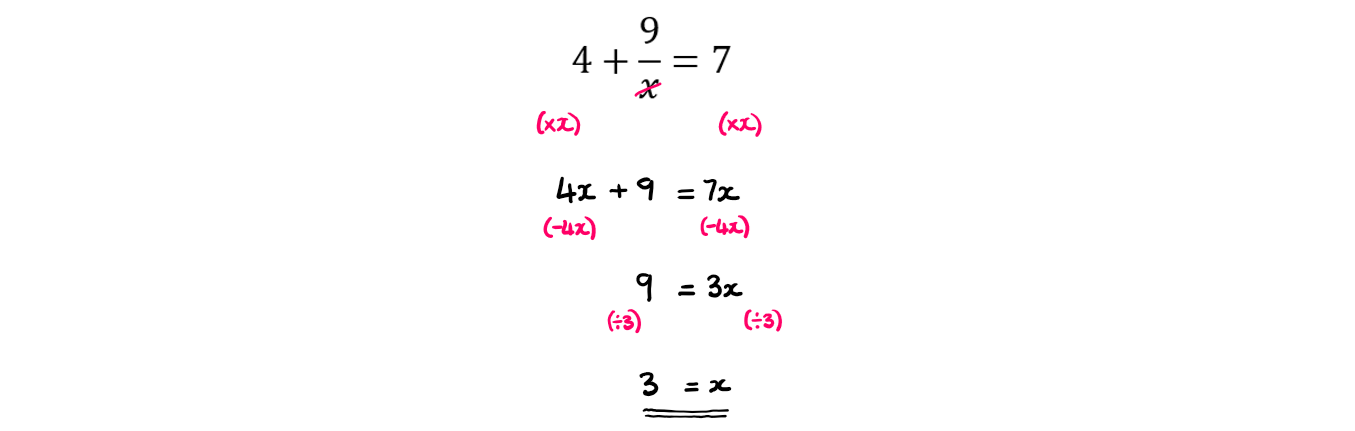 4 + 9/x = 7
(×x) (×x)
4x + 9 = 7x
(-4x) (-4x)
9 = 3x
(÷3) (÷3)
3 = x